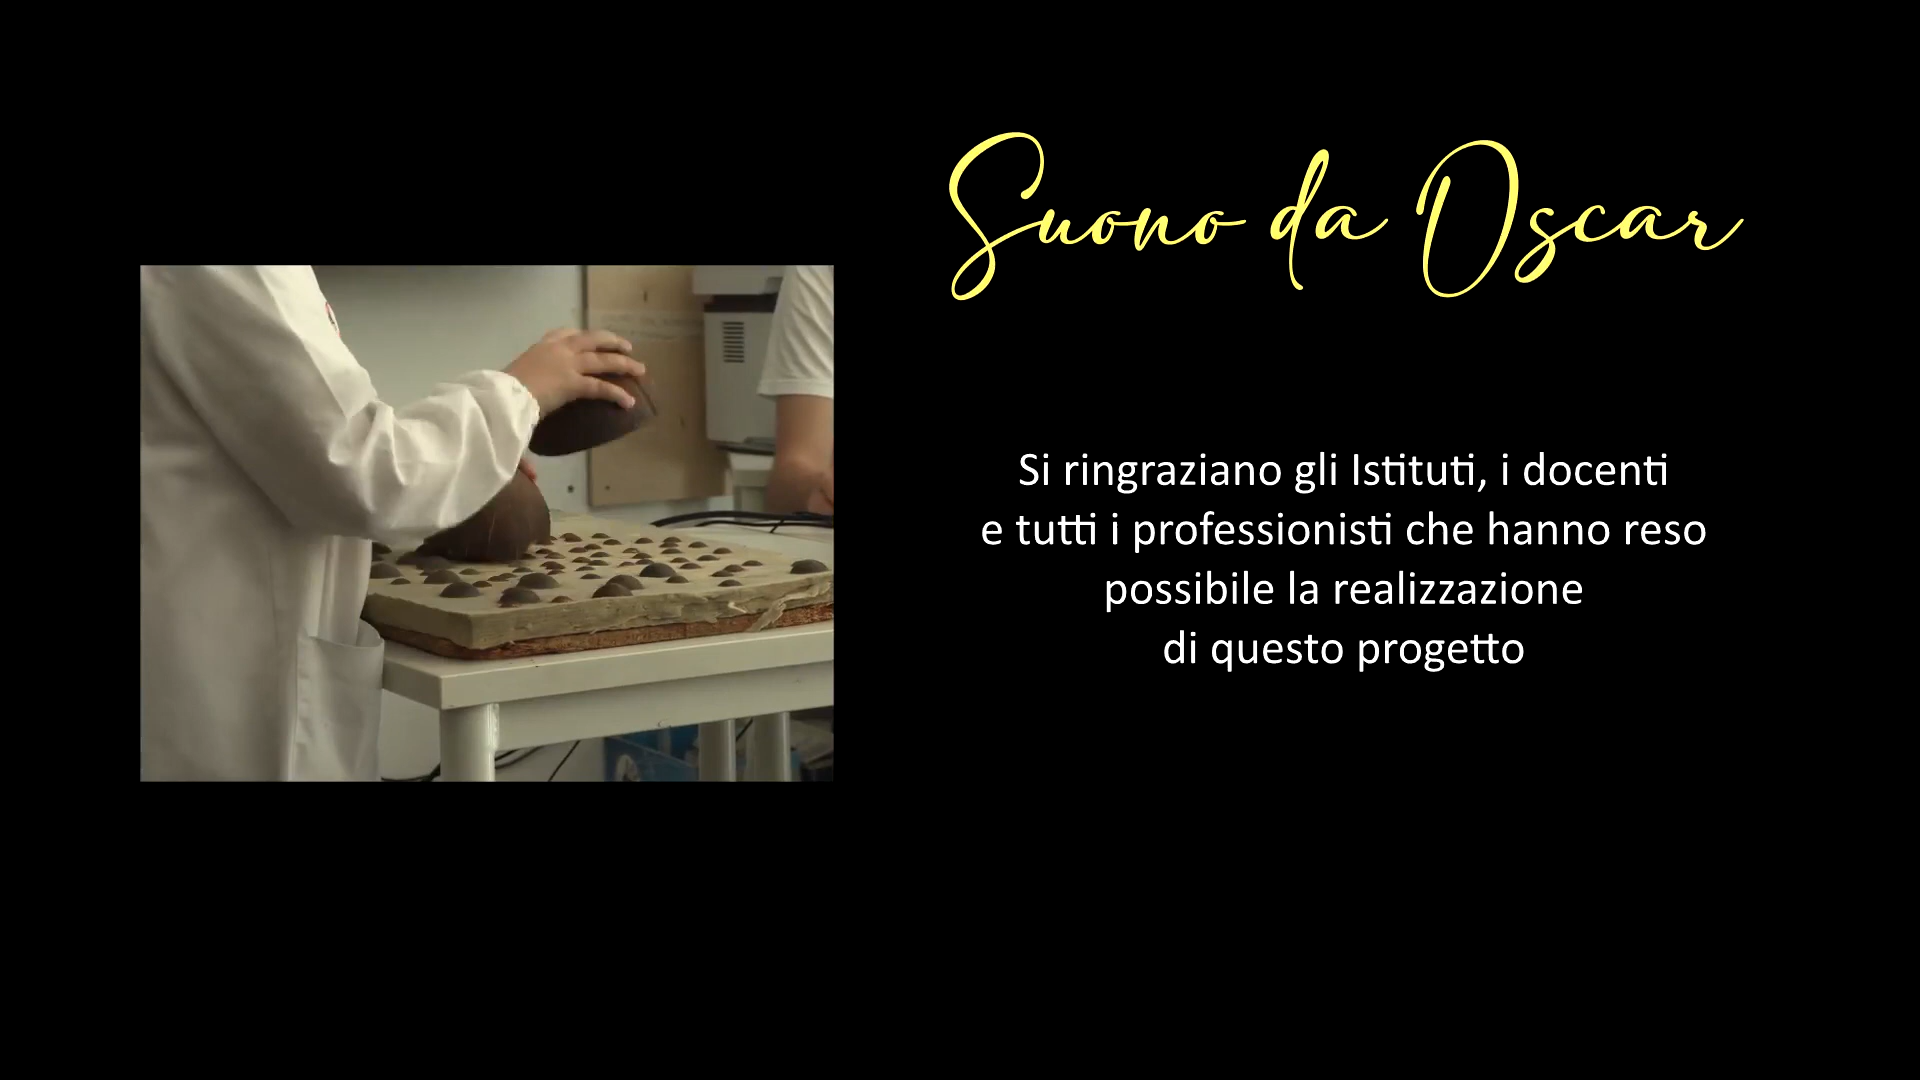 Suono da Oscar
Si ringraziano gli Istituti, i docenti
e tutti i professionisti che hanno reso
possibile la realizzazione
di questo progetto